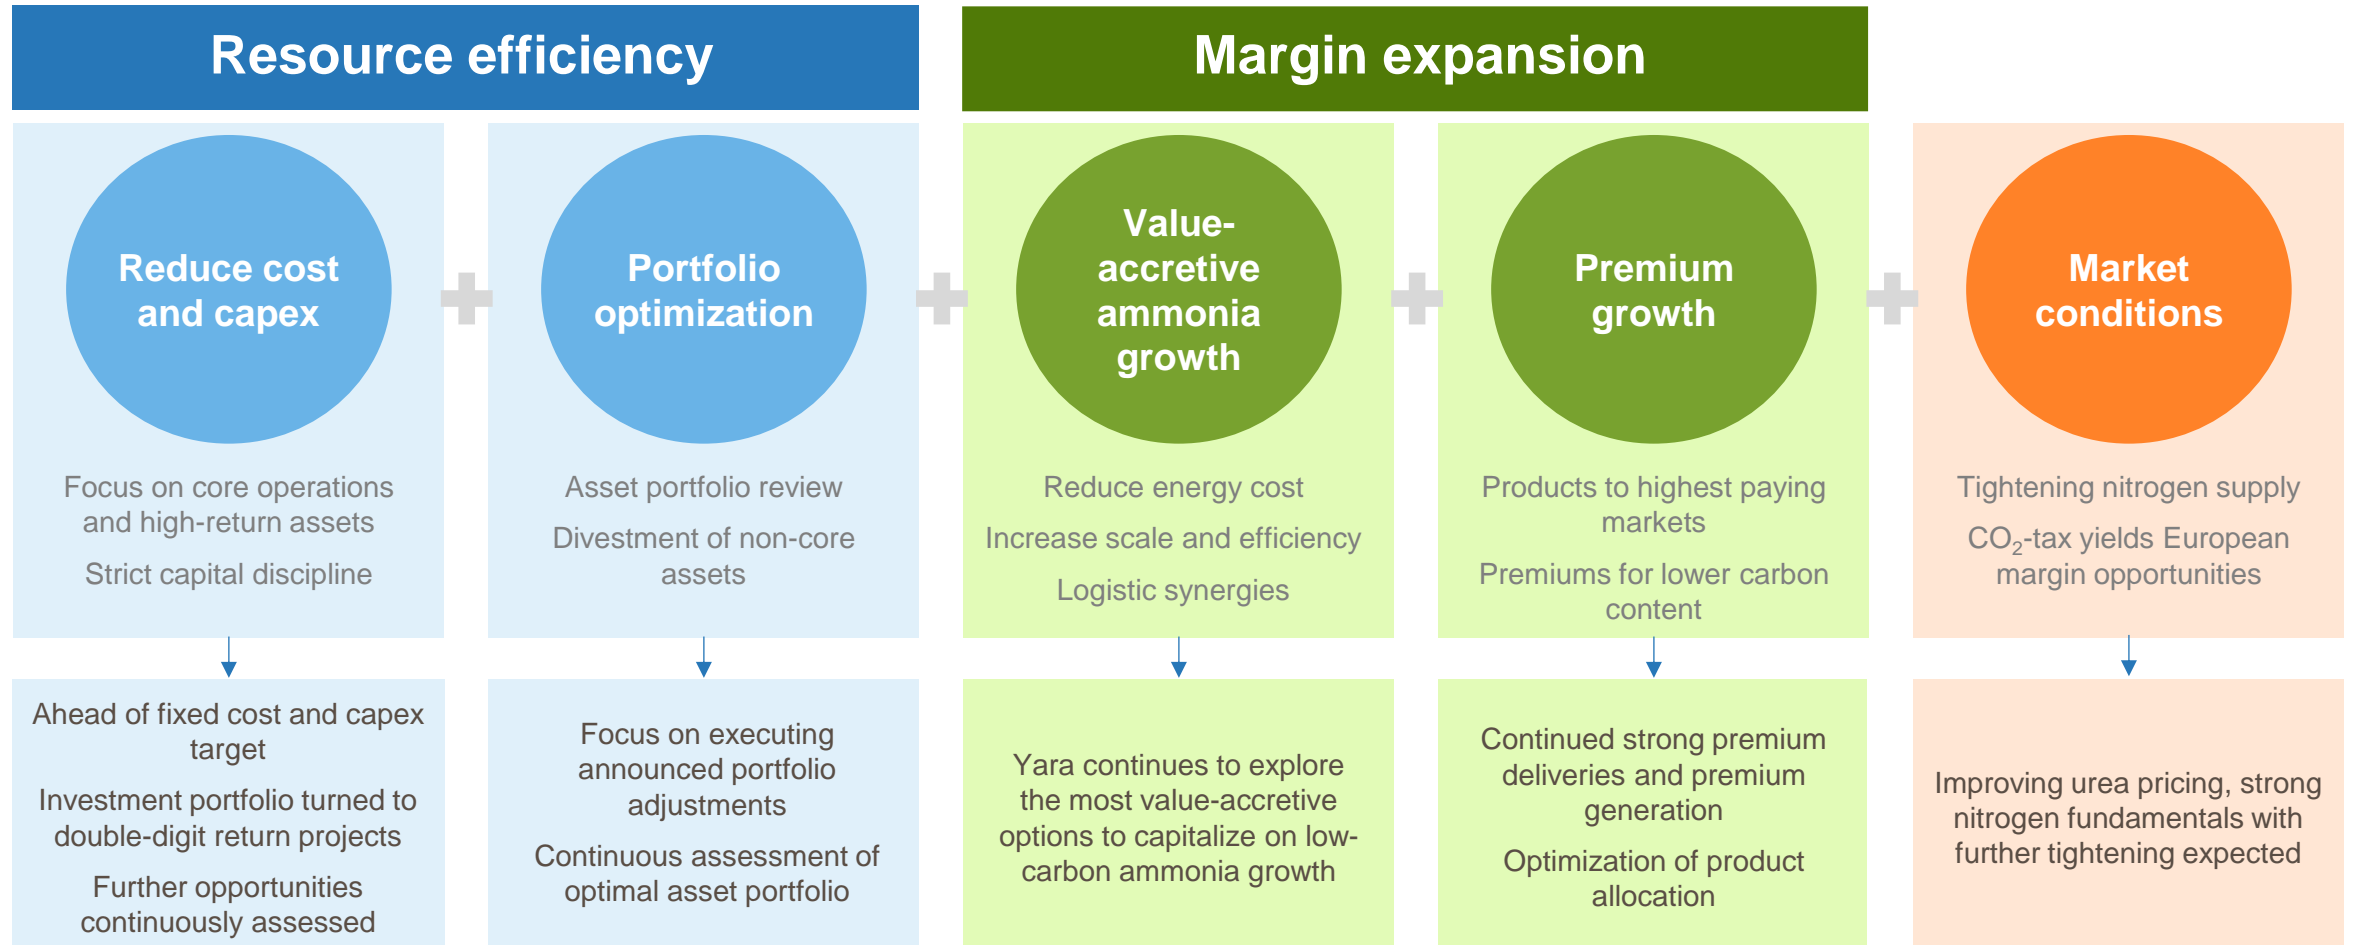 Resource efficiency
Margin expansion
Reduce cost
and capex
Focus on core operations
and high-return assets
Strict capital discipline
Ahead of fixed cost and capex
target
Investment portfolio turned to
double-digit return projects
Further opportunities
continuously assessed
Portfolio
optimization
Asset portfolio review
Divestment of non-core
assets
Focus on executing
announced portfolio
adjustments
Continuous assessment of
optimal asset portfolio
Value-
accretive
ammonia
growth
Reduce energy cost
Increase scale and efficiency
Logistic synergies
Yara continues to explore
the most value-accretive
options to capitalize on low-
carbon ammonia growth
Premium
growth
Products to highest paying
markets
Premiums for lower carbon
content
Continued strong premium
deliveries and premium
generation
Optimization of product
allocation
Market
conditions
Tightening nitrogen supply
CO₂-tax yields European
margin opportunities
Improving urea pricing, strong
nitrogen fundamentals with
further tightening expected